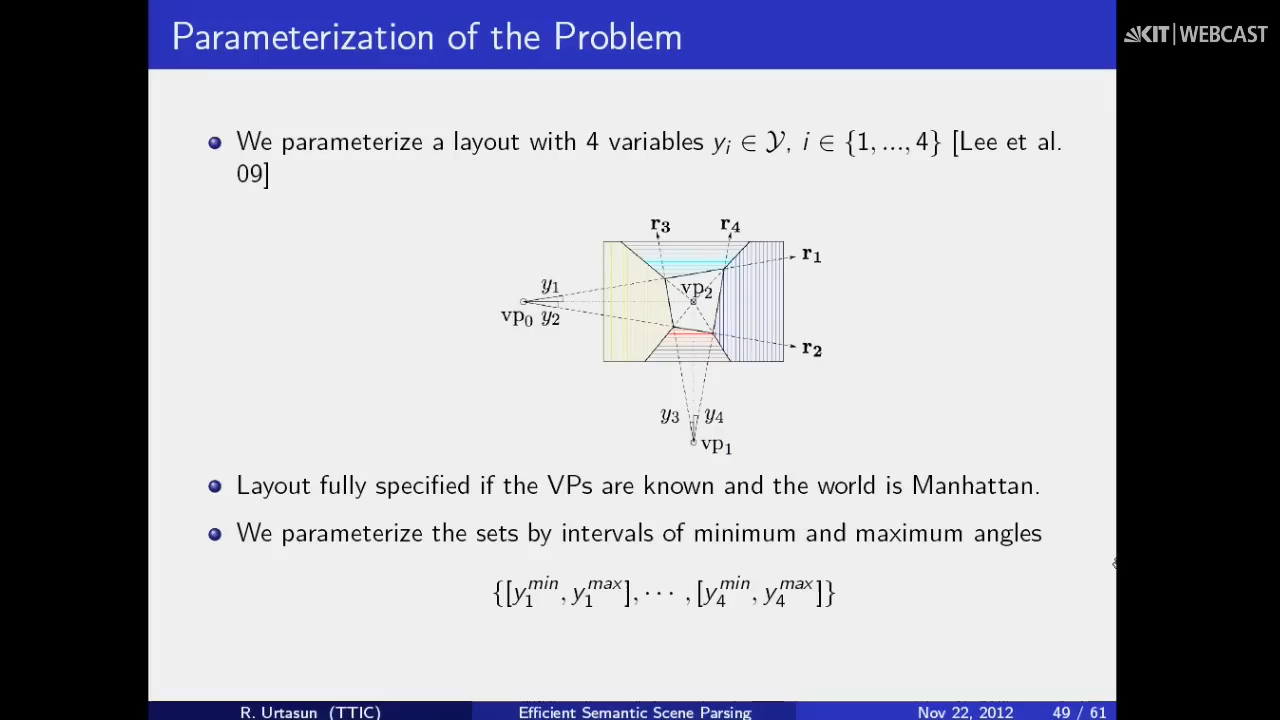 Parameterization of the Problem
KIT | WEBCAST
We parameterize a layout with 4 variables yᵢ ∈ 𝒴, i ∈ {1, ..., 4} [Lee et al.
09]
r₃ r₄
r₁
y₁
vp₂
vp₀ y₂
r₂
y₃ y₄
vp₁
Layout fully specified if the VPs are known and the world is Manhattan.
We parameterize the sets by intervals of minimum and maximum angles
{[y₁^min, y₁^max], · · · , [y₄^min, y₄^max]}
R. Urtasun (TTIC) Efficient Semantic Scene Parsing Nov 22, 2012 49 / 61